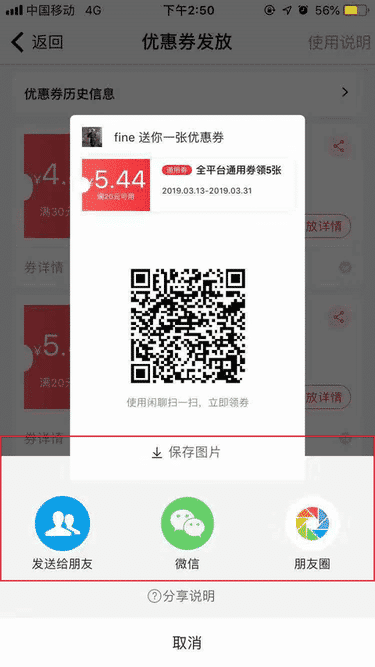 中国移动 4G 下午2:50 56%
返回 优惠券发放 使用说明
优惠券历史信息
fine 送你一张优惠券
¥5.44
满20元可用
通用券 全平台通用券领5张
2019.03.13-2019.03.31
¥4.
满30元
放详情
券详情
¥5.
满20元
放详情
券详情
使用闲聊扫一扫，立即领券
保存图片
发送给朋友 微信 朋友圈
?分享说明
取消